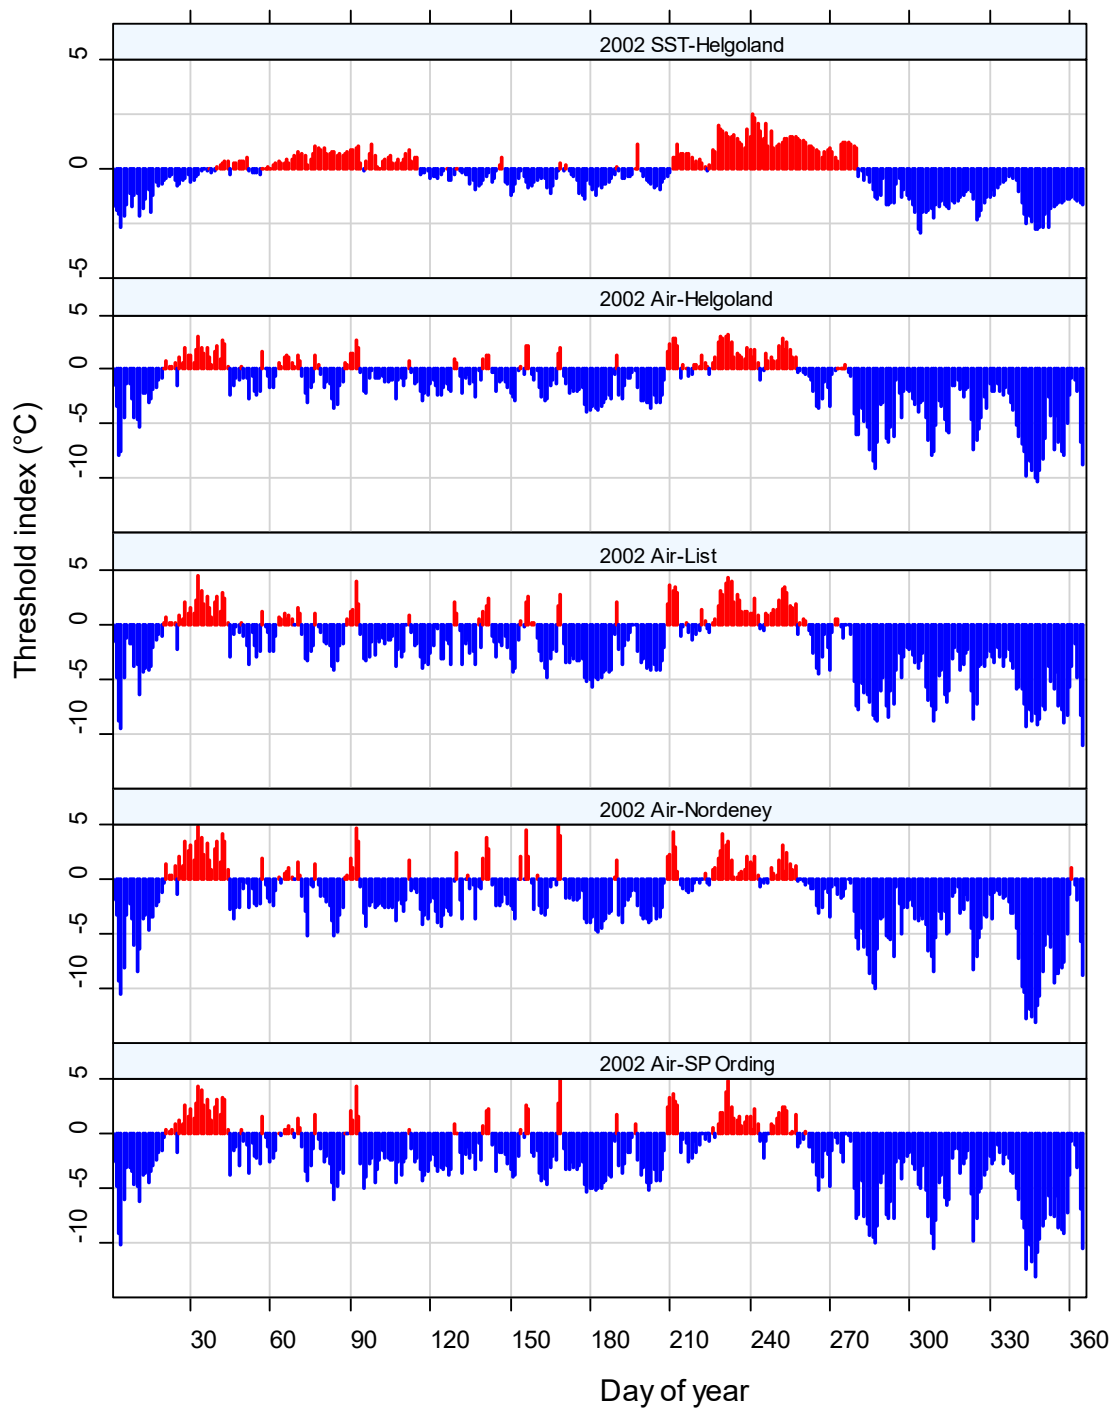 2002 SST-Helgoland
5
0
-5
2002 Air-Helgoland
5
0
-5
-10
2002 Air-List
5
0
-5
-10
2002 Air-Nordeney
5
0
-5
-10
2002 Air-SP Ording
5
0
-5
-10
Threshold index (°C)
30 60 90 120 150 180 210 240 270 300 330 360
Day of year